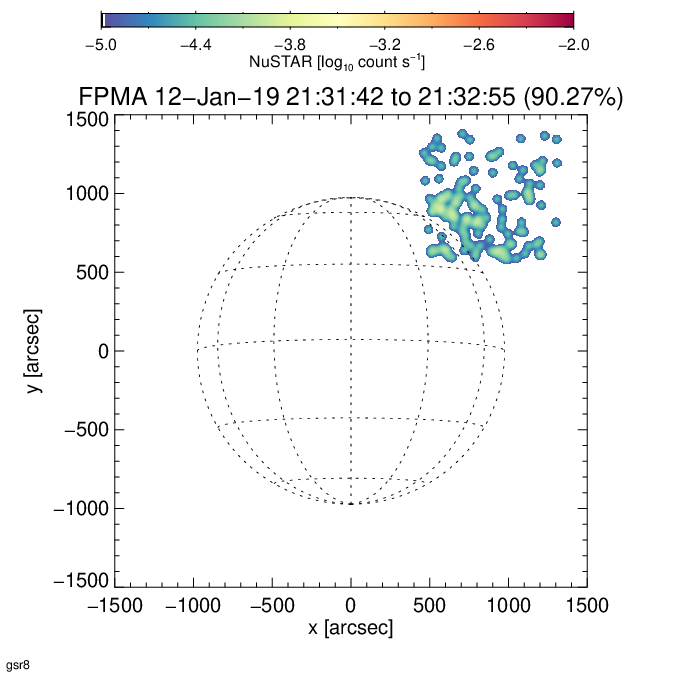 −5.0 −4.4 −3.8 −3.2 −2.6 −2.0
NuSTAR [log10 count s−1]
FPMA 12−Jan−19 21:31:42 to 21:32:55 (90.27%)
1500
1000
500
0
−500
−1000
−1500
y [arcsec]
−1500 −1000 −500 0 500 1000 1500
x [arcsec]
gsr8